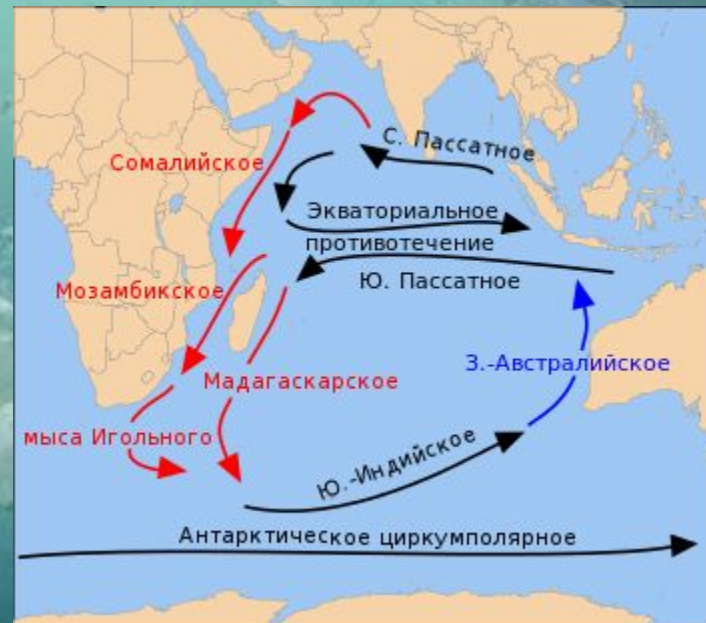 С. Пассатное
Сомалийское
Экваториальное
противотечение
Ю. Пассатное
Мозамбикское
З.-Австралийское
Мадагаскарское
мыса Игольного
Ю.-Индийское
Антарктическое циркумполярное